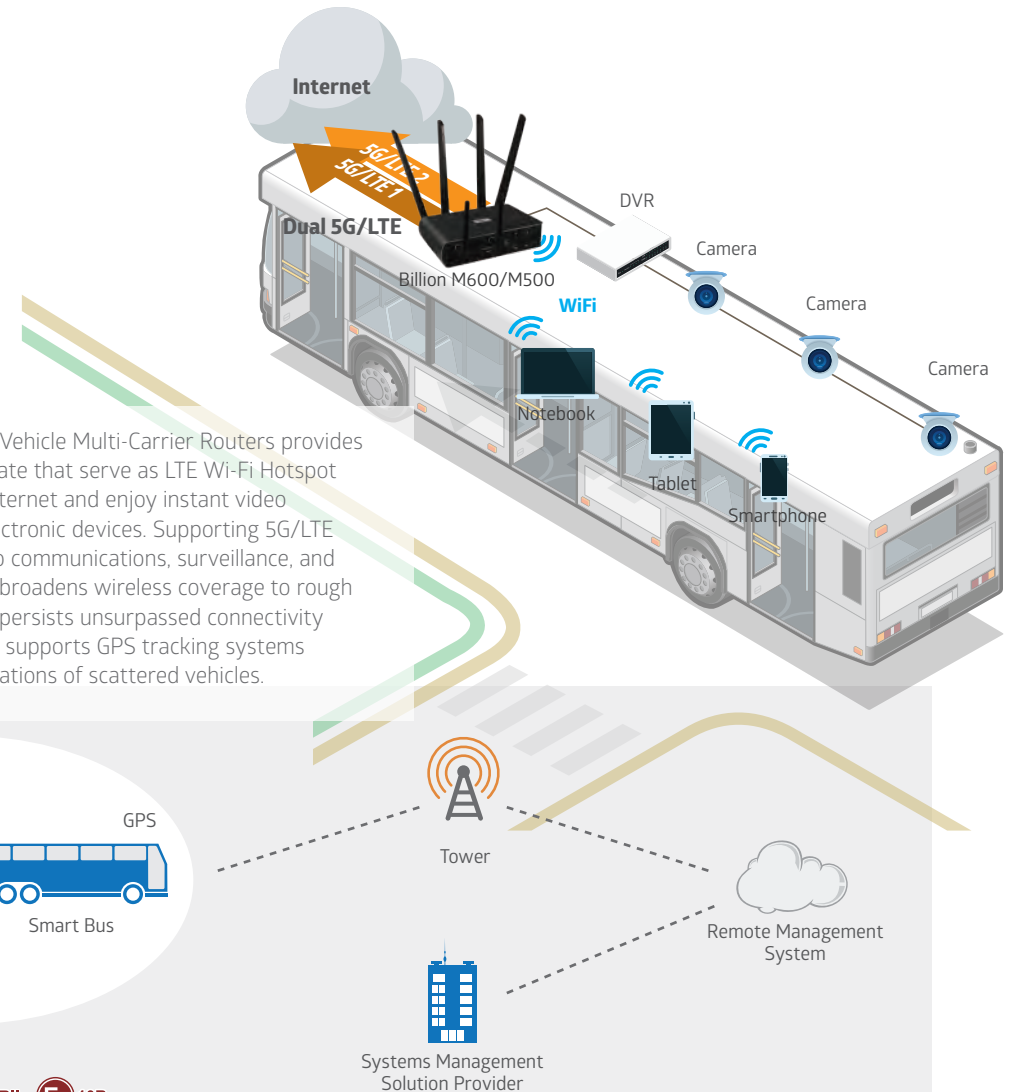 Internet
5G/LTE 2
5G/LTE 1
Dual 5G/LTE
Billion M600/M500
DVR
Camera
Camera
Camera
WiFi
Notebook
Tablet
Smartphone
Vehicle Multi-Carrier Routers provides
ate that serve as LTE Wi-Fi Hotspot
ternet and enjoy instant video
ectronic devices. Supporting 5G/LTE
o communications, surveillance, and
broadens wireless coverage to rough
persists unsurpassed connectivity
supports GPS tracking systems
ations of scattered vehicles.
GPS
Smart Bus
Tower
Remote Management
System
Systems Management
Solution Provider